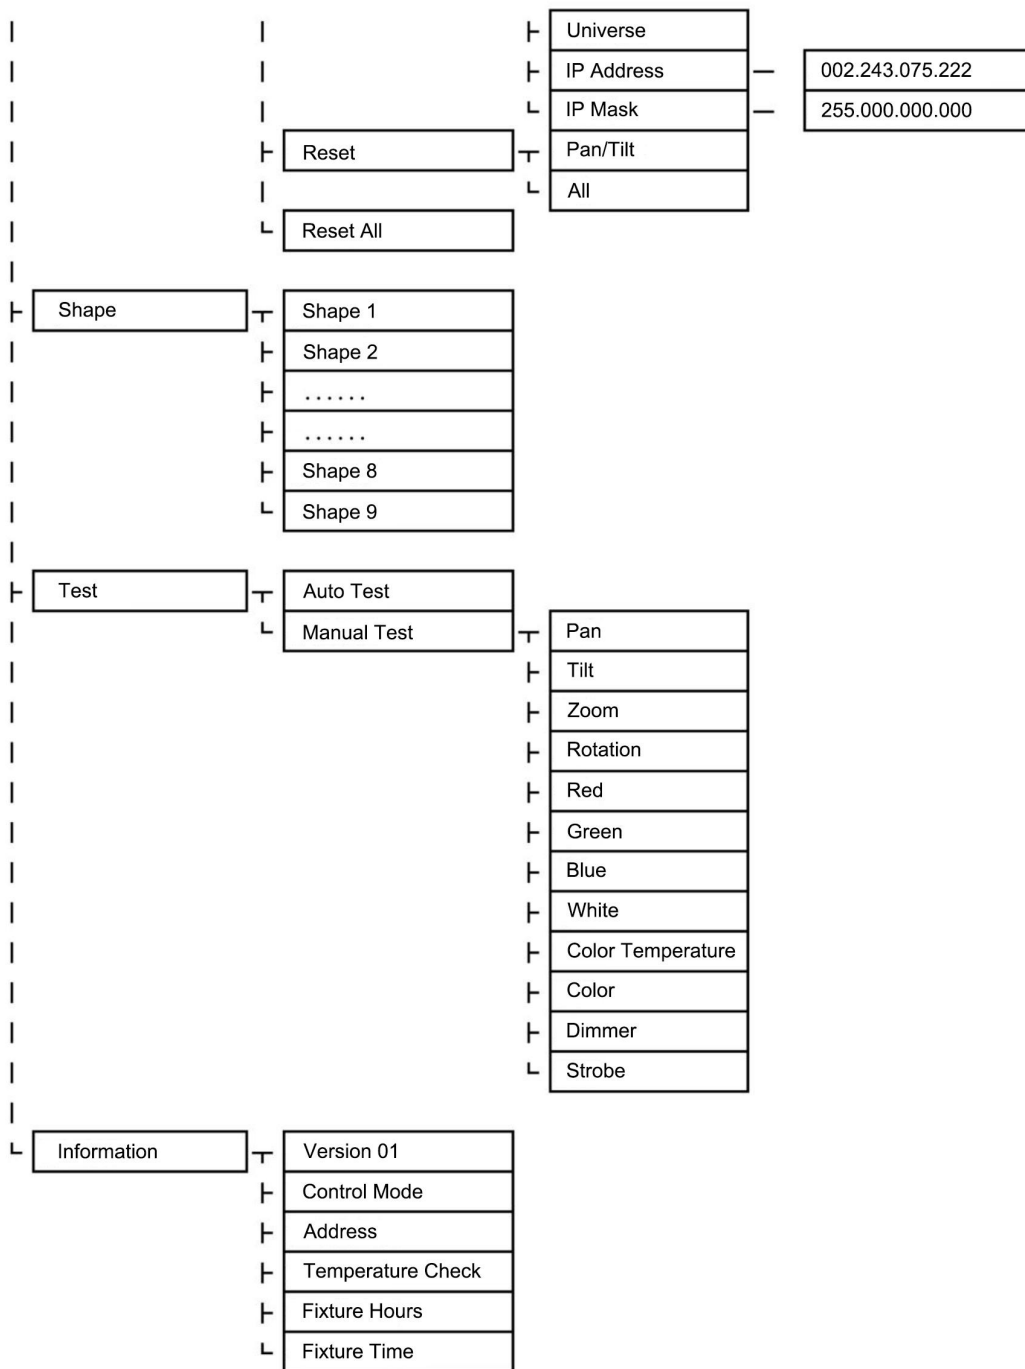 Universe
IP Address
002.243.075.222
IP Mask
255.000.000.000
Reset
Pan/Tilt
All
Reset All
Shape
Shape 1
Shape 2
......
......
Shape 8
Shape 9
Test
Auto Test
Manual Test
Pan
Tilt
Zoom
Rotation
Red
Green
Blue
White
Color Temperature
Color
Dimmer
Strobe
Information
Version 01
Control Mode
Address
Temperature Check
Fixture Hours
Fixture Time